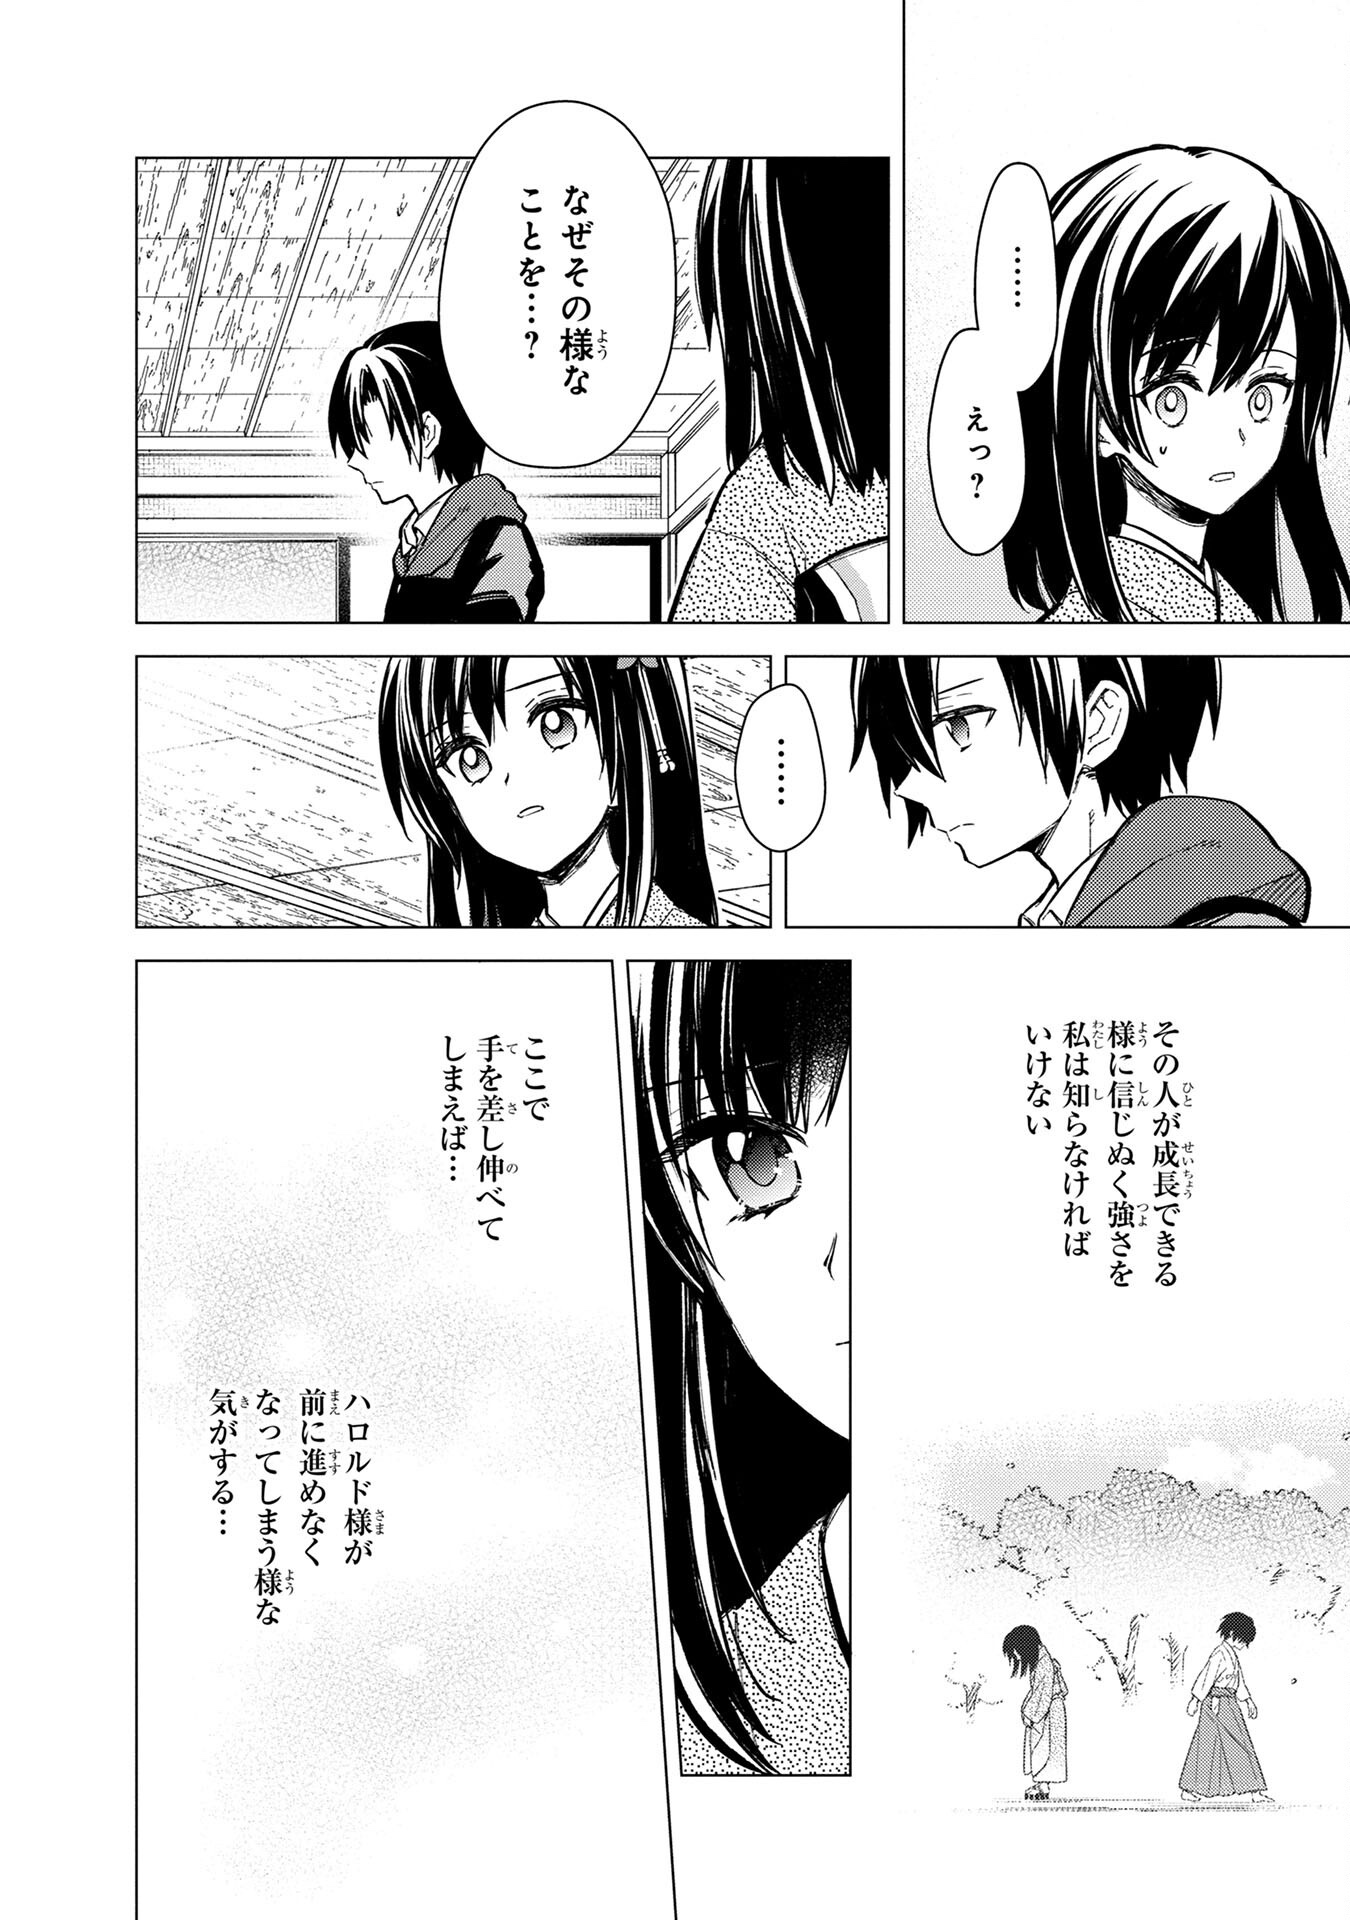 ……
えっ？
なぜその様な
ことを…？
……
その人が成長できる
様に信じぬく強さを
私は知らなければ
いけない
ここで
手を差し伸べて
しまえば…
ハロルド様が
前に進めなく
なってしまう様な
気がする…